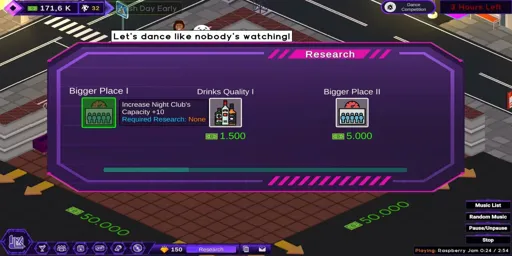 171,6 K
32
Finish Day Early
Dance
Competition
2 Hours Left
Let's dance like nobody's watching!
Research
Bigger Place I
Increase Night Club's
Capacity +10
Required Research: None
Drinks Quality I
1.500
Bigger Place II
5.000
50.000
50.000
Music List
Random Music
Pause/Unpause
Stop
150
Research
Playing: Raspberry Jam 0:24 / 2:54